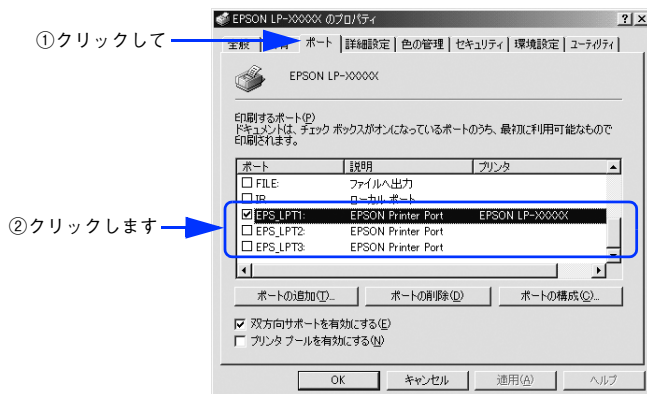 EPSON LP-XXXXX のプロパティ
①クリックして
全般 | 共有 | ポート | 詳細設定 | 色の管理 | セキュリティ | 環境設定 | ユーティリティ
EPSON LP-XXXXX
印刷するポート(P)
ドキュメントは、チェック ボックスがオンになっているポートのうち、最初に利用可能なもので
印刷されます。
ポート 説明 プリンタ
FILE: ファイルへ出力
IR ローカル ポート
EPS_LPT1: EPSON Printer Port EPSON LP-XXXXX
②クリックします
EPS_LPT2: EPSON Printer Port
EPS_LPT3: EPSON Printer Port
ポートの追加(T)... ポートの削除(D) ポートの構成(C)...
双方向サポートを有効にする(E)
プリンタ プールを有効にする(N)
OK キャンセル 適用(A) ヘルプ